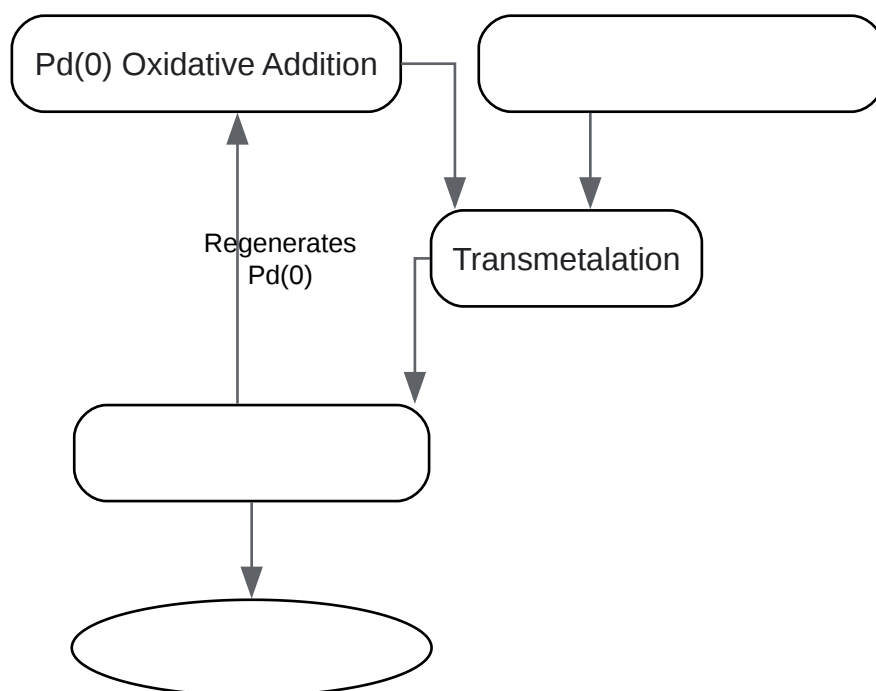 Pd(0) Oxidative Addition
Transmetalation
Regenerates
Pd(0)